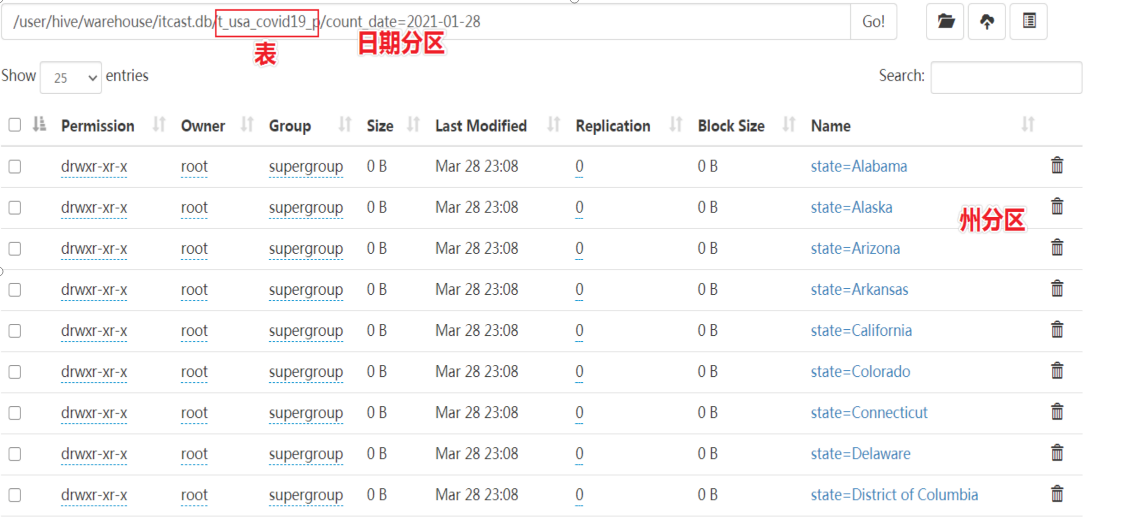 /user/hive/warehouse/itcast.db/t_usa_covid19_p/count_date=2021-01-28 Go!
表 日期分区
Show 25 entries Search:
Permission Owner Group Size Last Modified Replication Block Size Name
drwxr-xr-x root supergroup 0 B Mar 28 23:08 0 0 B state=Alabama
drwxr-xr-x root supergroup 0 B Mar 28 23:08 0 0 B state=Alaska
州分区
drwxr-xr-x root supergroup 0 B Mar 28 23:08 0 0 B state=Arizona
drwxr-xr-x root supergroup 0 B Mar 28 23:08 0 0 B state=Arkansas
drwxr-xr-x root supergroup 0 B Mar 28 23:08 0 0 B state=California
drwxr-xr-x root supergroup 0 B Mar 28 23:08 0 0 B state=Colorado
drwxr-xr-x root supergroup 0 B Mar 28 23:08 0 0 B state=Connecticut
drwxr-xr-x root supergroup 0 B Mar 28 23:08 0 0 B state=Delaware
drwxr-xr-x root supergroup 0 B Mar 28 23:08 0 0 B state=District of Columbia